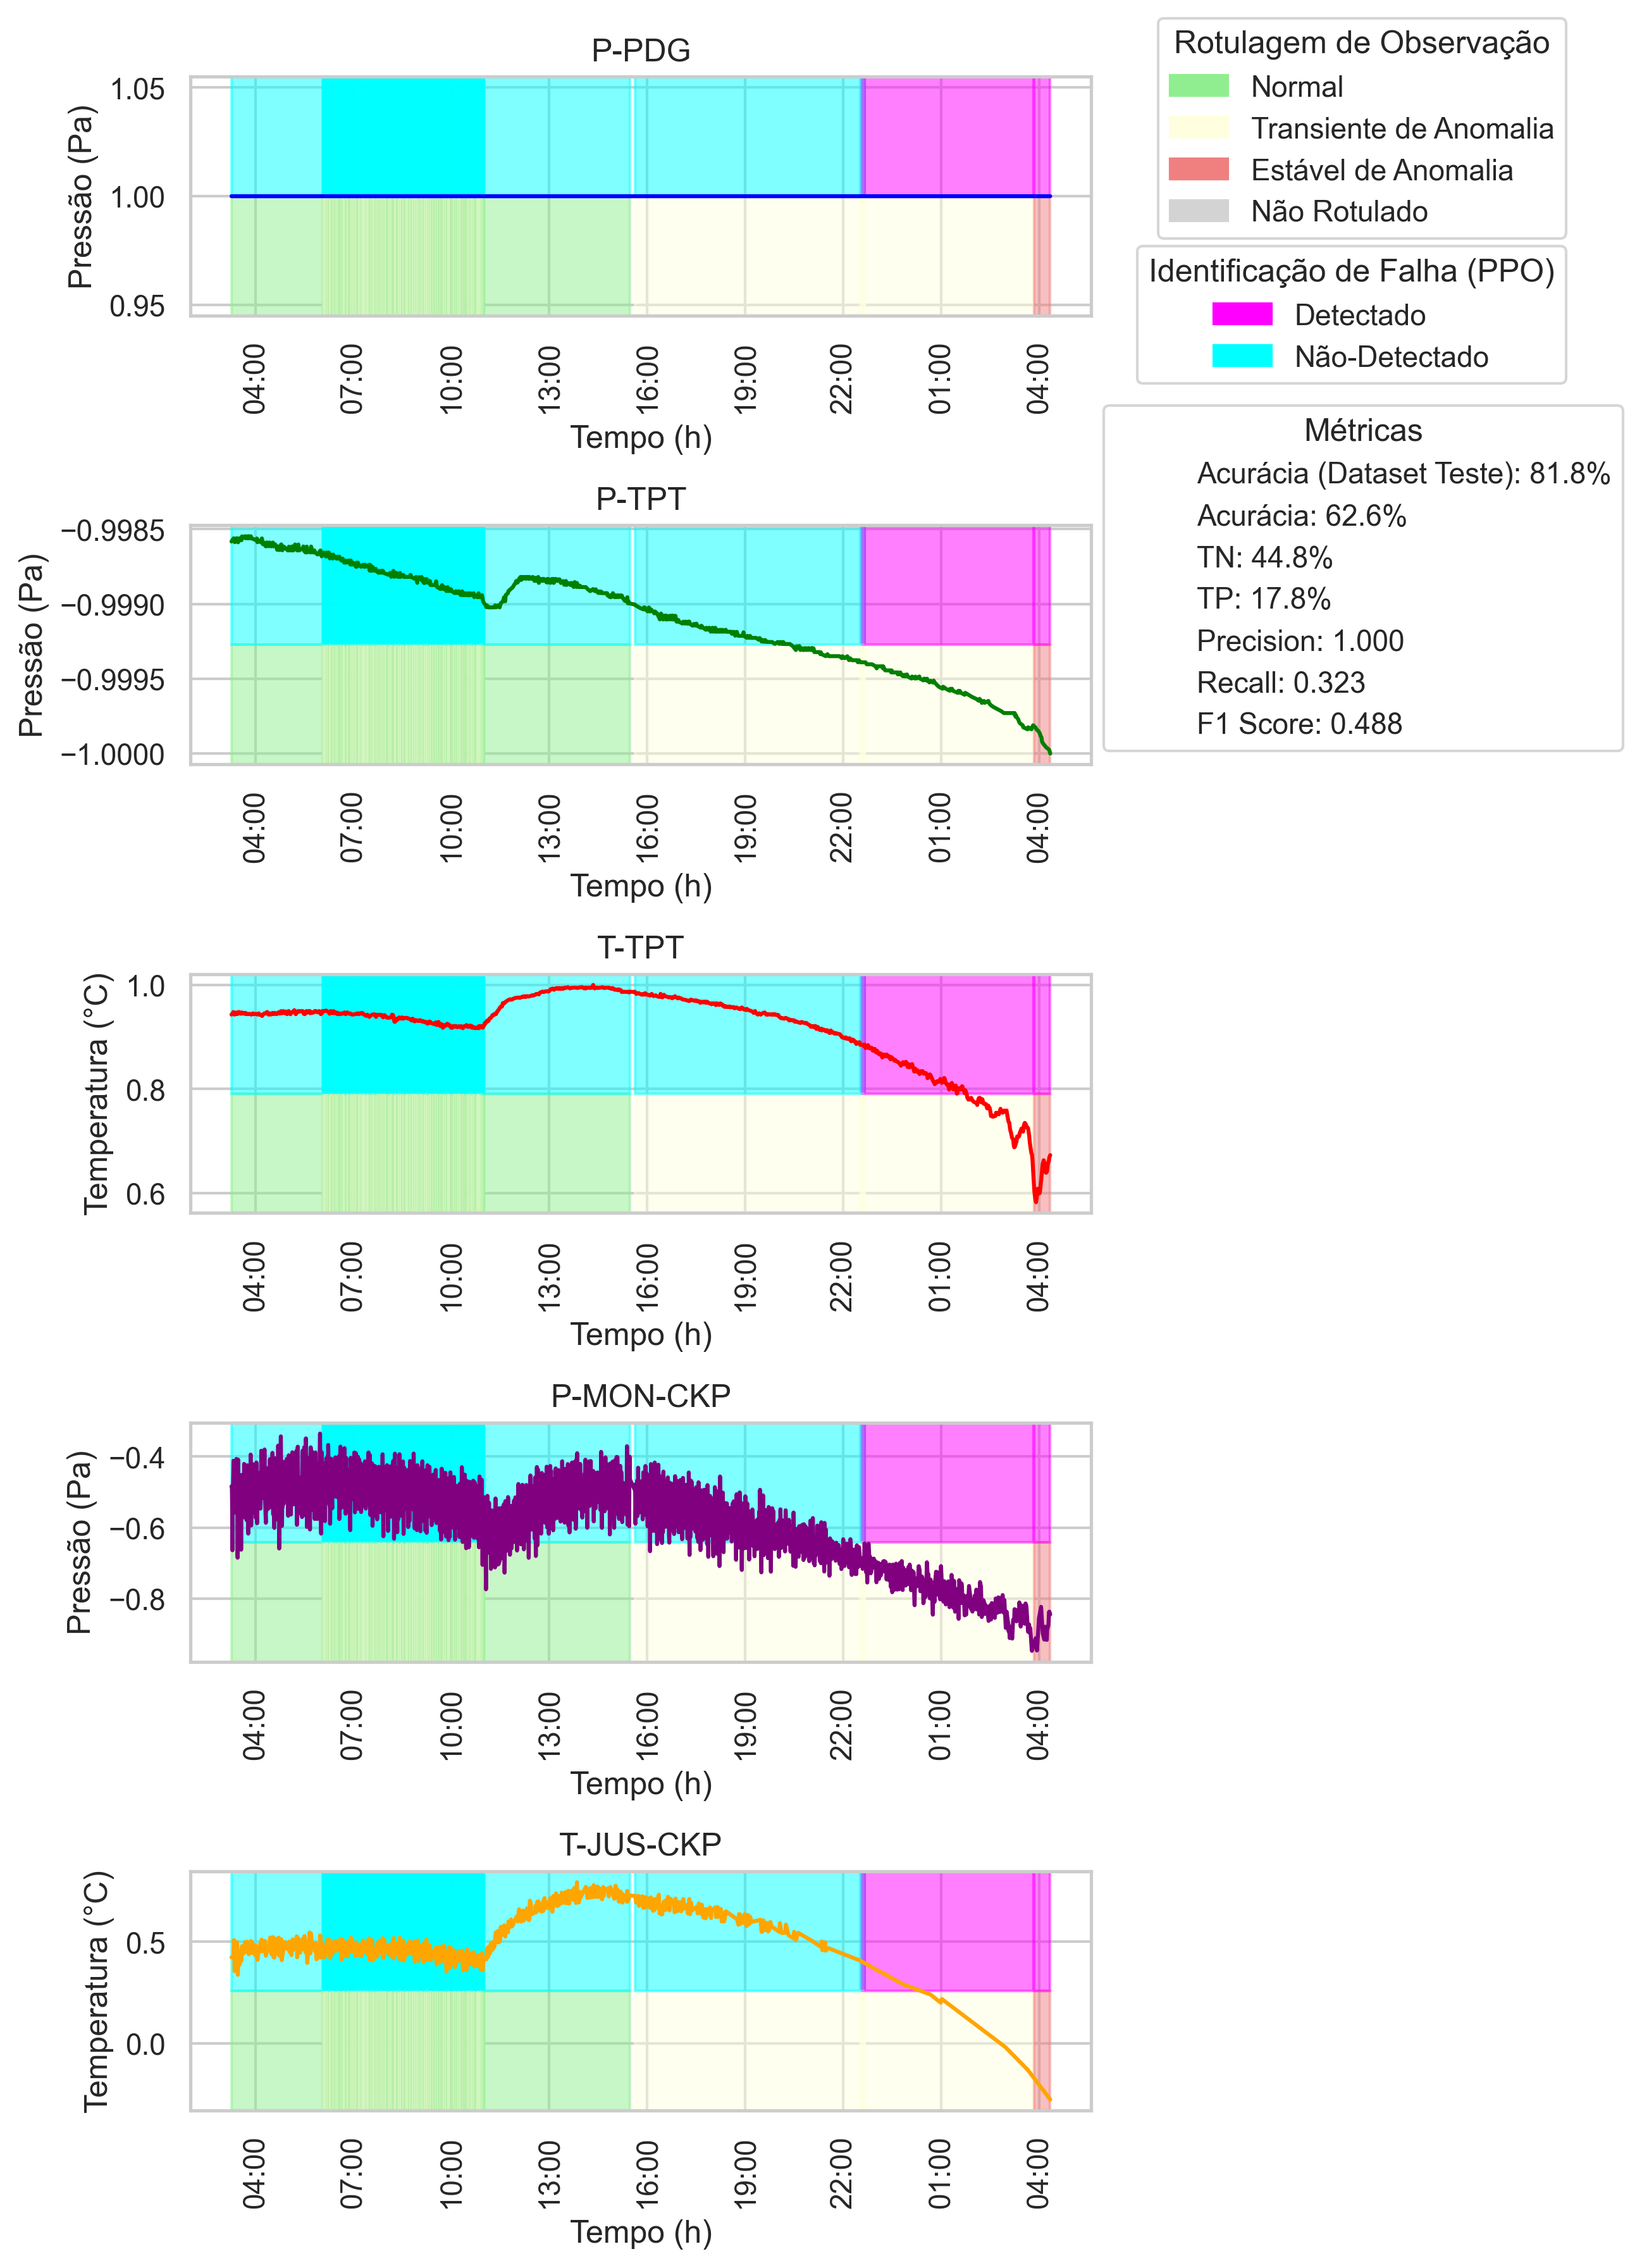 P-PDG
Pressão (Pa)
1.05
1.00
0.95
04:00
07:00
10:00
13:00
16:00
19:00
22:00
01:00
04:00
Tempo (h)
Rotulagem de Observação
Normal
Transiente de Anomalia
Estável de Anomalia
Não Rotulado
Identificação de Falha (PPO)
Detectado
Não-Detectado
Métricas
Acurácia (Dataset Teste): 81.8%
Acurácia: 62.6%
TN: 44.8%
TP: 17.8%
Precision: 1.000
Recall: 0.323
F1 Score: 0.488
P-TPT
Pressão (Pa)
−0.9985
−0.9990
−0.9995
−1.0000
04:00
07:00
10:00
13:00
16:00
19:00
22:00
01:00
04:00
Tempo (h)
T-TPT
Temperatura (°C)
1.0
0.8
0.6
04:00
07:00
10:00
13:00
16:00
19:00
22:00
01:00
04:00
Tempo (h)
P-MON-CKP
Pressão (Pa)
−0.4
−0.6
−0.8
04:00
07:00
10:00
13:00
16:00
19:00
22:00
01:00
04:00
Tempo (h)
T-JUS-CKP
Temperatura (°C)
0.5
0.0
04:00
07:00
10:00
13:00
16:00
19:00
22:00
01:00
04:00
Tempo (h)